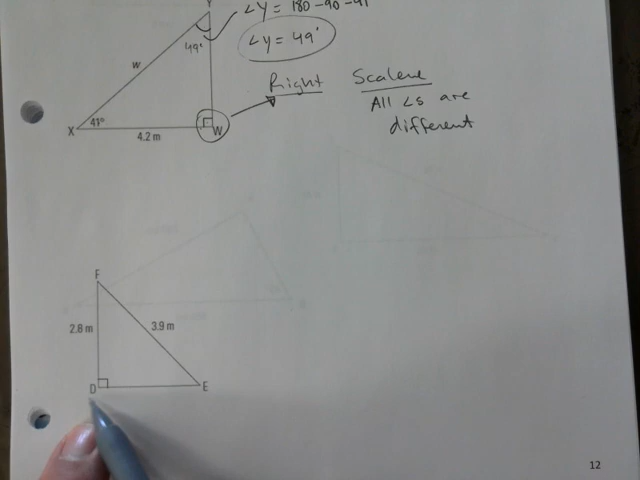 Y
∠Y = 180-90-41
49°
∠Y = 49°
w
Right Scalene
All ∠s are
different
X 41° W
4.2 m
F
2.8 m 3.9 m
D E
12